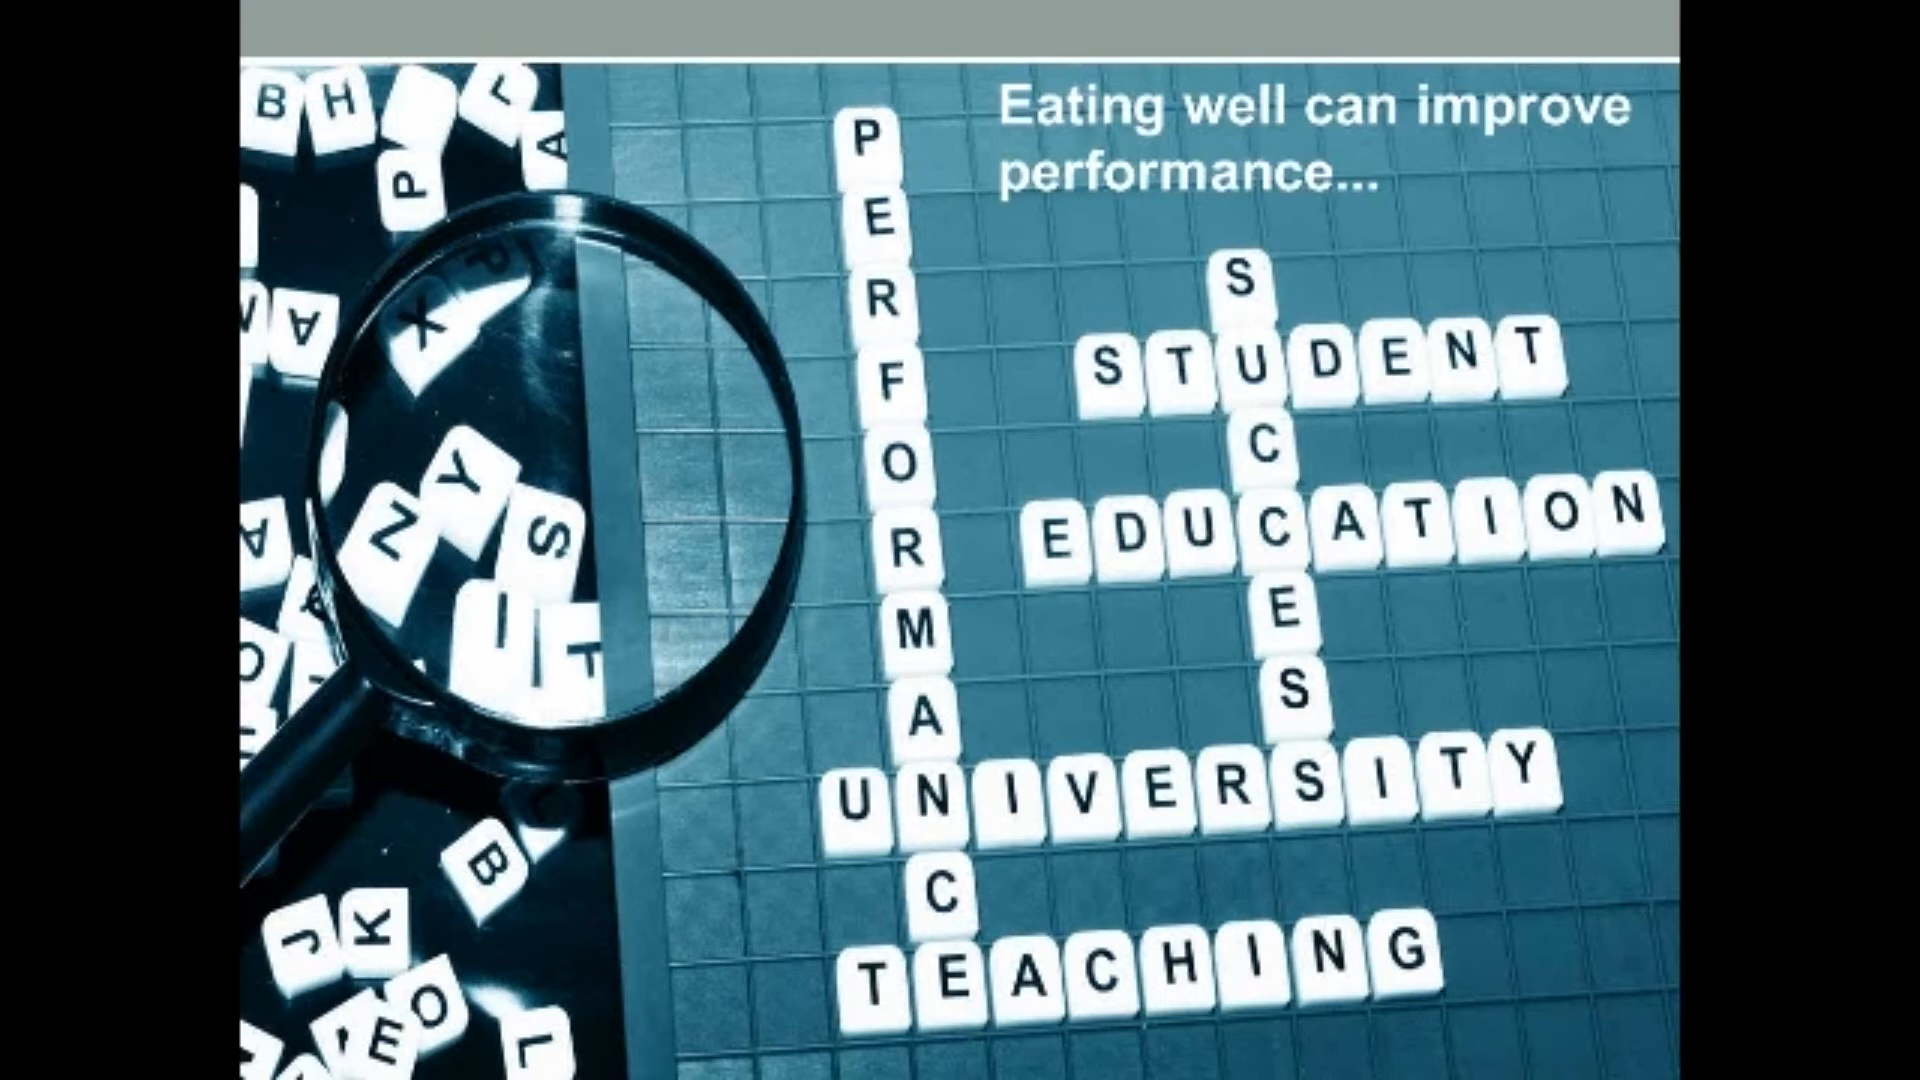 Eating well can improve
performance...
PERFORMANCE
SUCCESS
STUDENT
EDUCATION
UNIVERSITY
TEACHING
B H
P
A
A
X
Y
N
S
A
B
J K
O
E
L